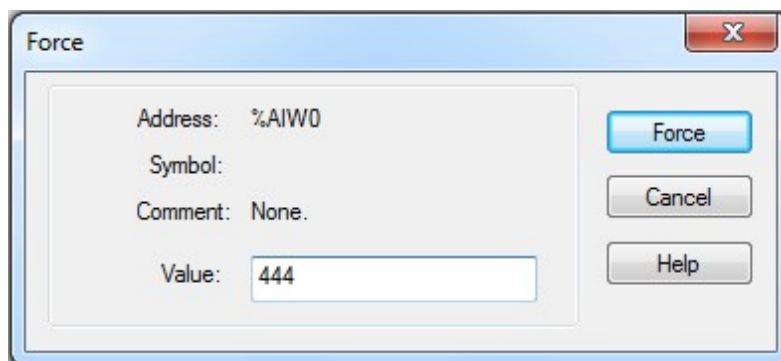 Force
Address: %AIW0
Symbol:
Comment: None.
Value: 444
Force
Cancel
Help